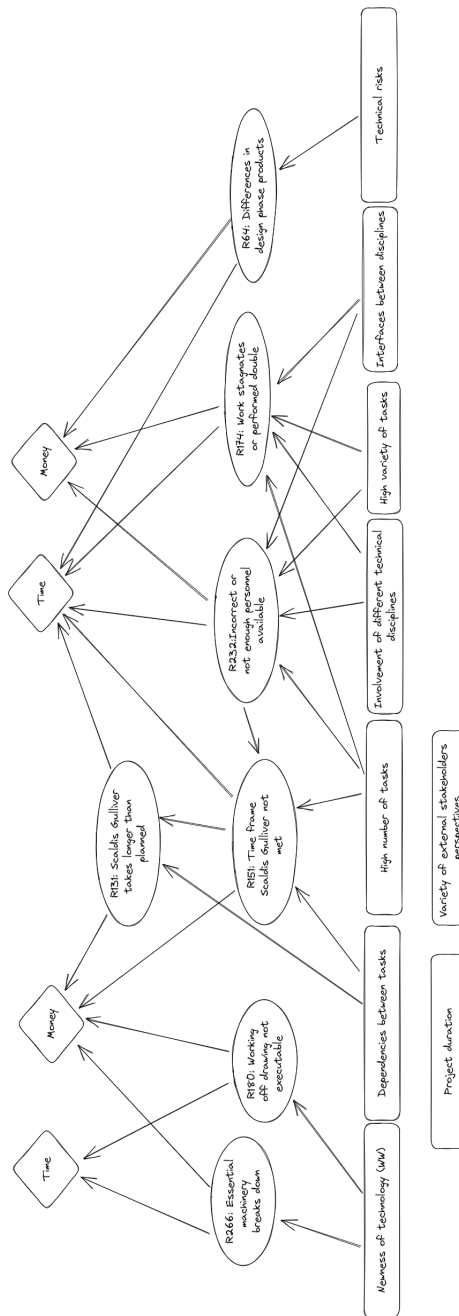 Time
Money
Time
Money
R131: Scaldis Gulliver
takes longer than
planned
R266: Essential
machinery
breaks down
R180: Working
off drawing not
executable
R151: Time frame
Scaldis Gulliver not
met
R232:Incorrect or
not enough personnel
available
R174: Work stagnates
or performed double
R64: Differences in
design phase products
Newness of technology (WW)
Dependencies between tasks
High number of tasks
Involvement of different technical
disciplines
High variety of tasks
Interfaces between disciplines
Technical risks
Project duration
Variety of external stakeholders
perspectives